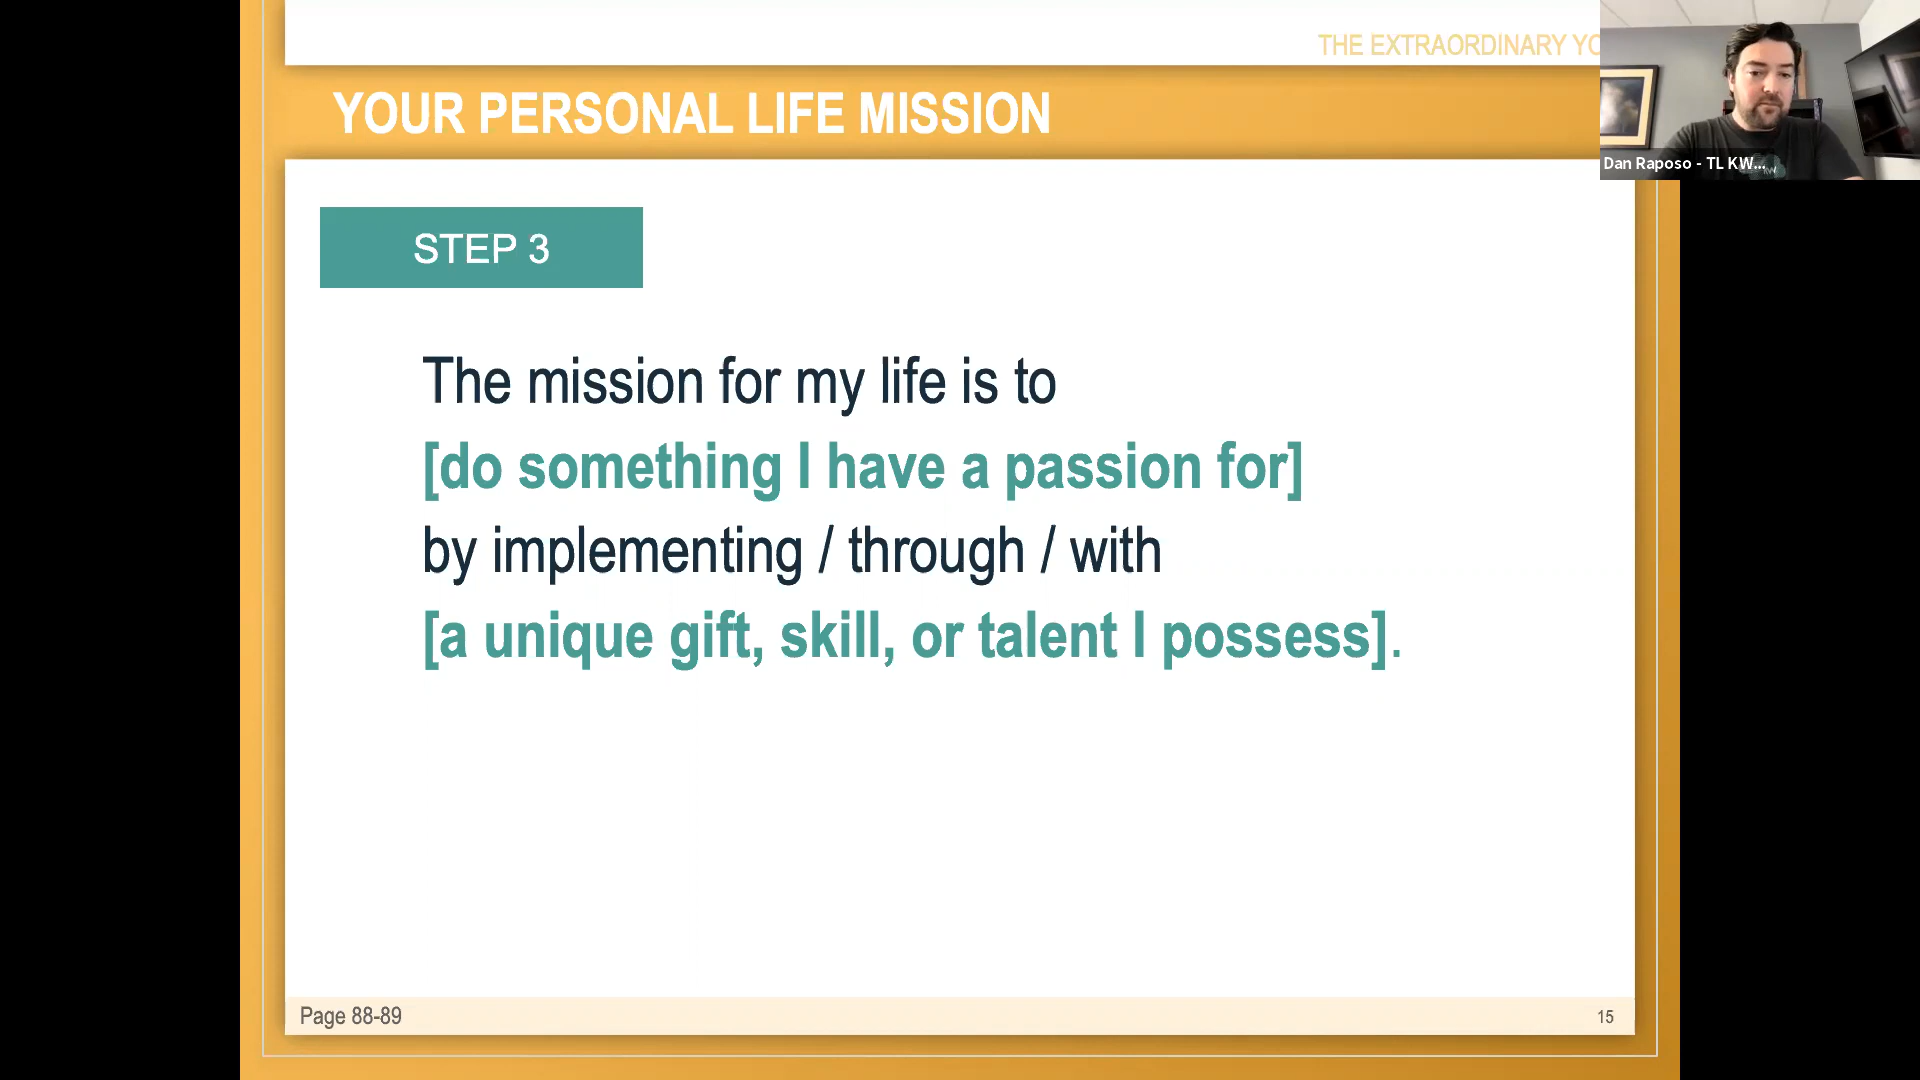 THE EXTRAORDINARY
YOUR PERSONAL LIFE MISSION
Dan Raposo - TL KW...
STEP 3
The mission for my life is to
[do something I have a passion for]
by implementing / through / with
[a unique gift, skill, or talent I possess].
Page 88-89
15